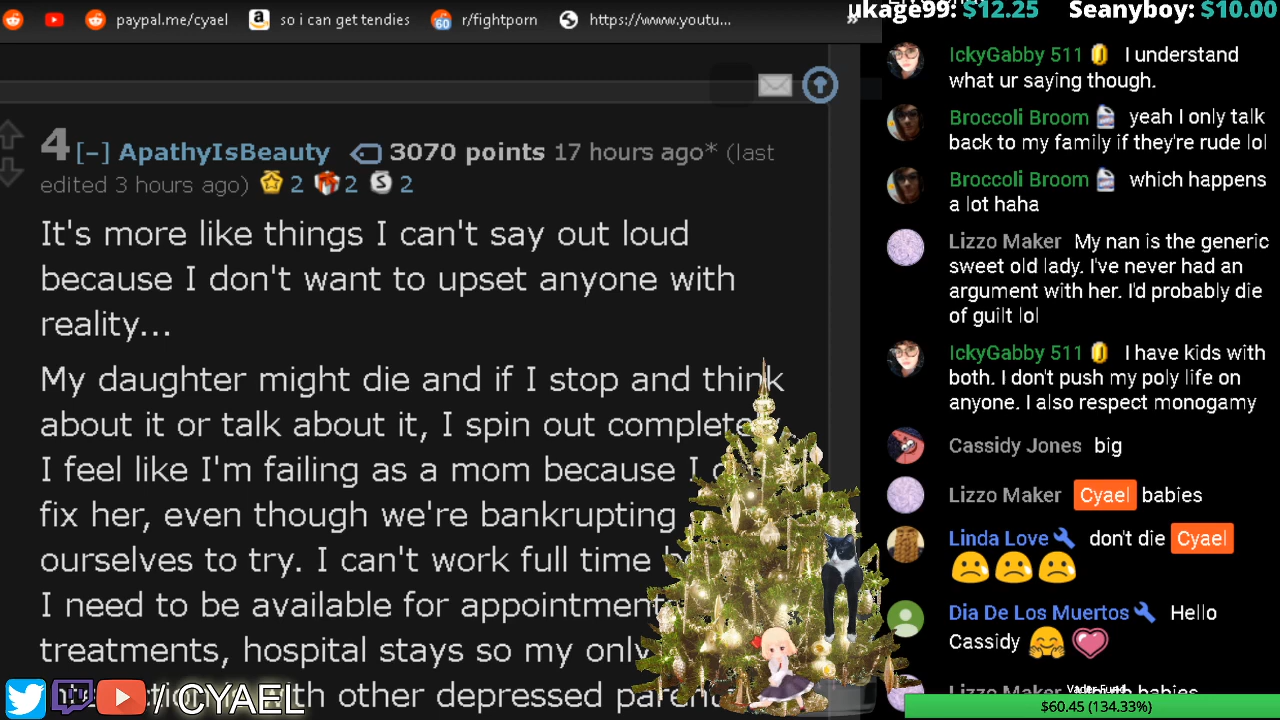 paypal.me/cyael so i can get tendies r/fightporn https://www.youtu...
60
ukage99: $12.25 Seanyboy: $10.00
4 [–] ApathyIsBeauty 3070 points 17 hours ago* (last
edited 3 hours ago) 2 2 S 2
It's more like things I can't say out loud
because I don't want to upset anyone with
reality...
My daughter might die and if I stop and think
about it or talk about it, I spin out complete
I feel like I'm failing as a mom because I
fix her, even though we're bankrupting
ourselves to try. I can't work full time
I need to be available for appointment
treatments, hospital stays so my only
with other depressed paren
/ CYAEL
IckyGabby 511 I understand
what ur saying though.
Broccoli Broom yeah I only talk
back to my family if they're rude lol
Broccoli Broom which happens
a lot haha
Lizzo Maker My nan is the generic
sweet old lady. I've never had an
argument with her. I'd probably die
of guilt lol
IckyGabby 511 I have kids with
both. I don't push my poly life on
anyone. I also respect monogamy
Cassidy Jones big
Lizzo Maker Cyael babies
Linda Love don't die Cyael
Dia De Los Muertos Hello
Cassidy
Vader Fund
$60.45 (134.33%)